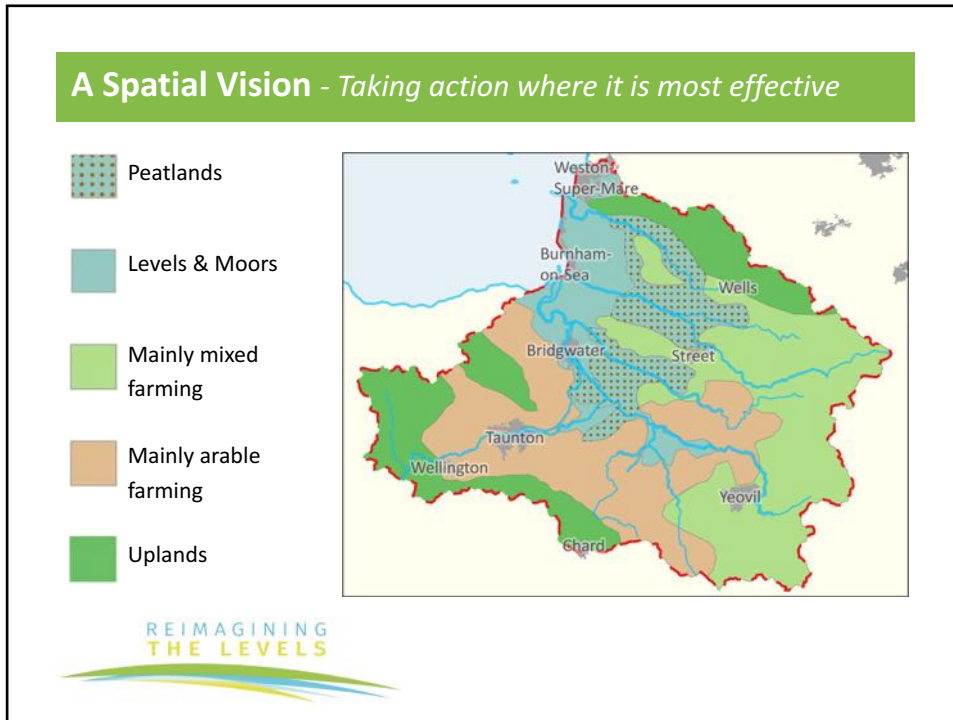 A Spatial Vision - Taking action where it is most effective
Peatlands
Levels & Moors
Mainly mixed
farming
Mainly arable
farming
Uplands
Weston
Super-Mare
Burnham-
on-Sea
Wells
Bridgwater
Street
Taunton
Wellington
Yeovil
Chard
REIMAGINING
THE LEVELS